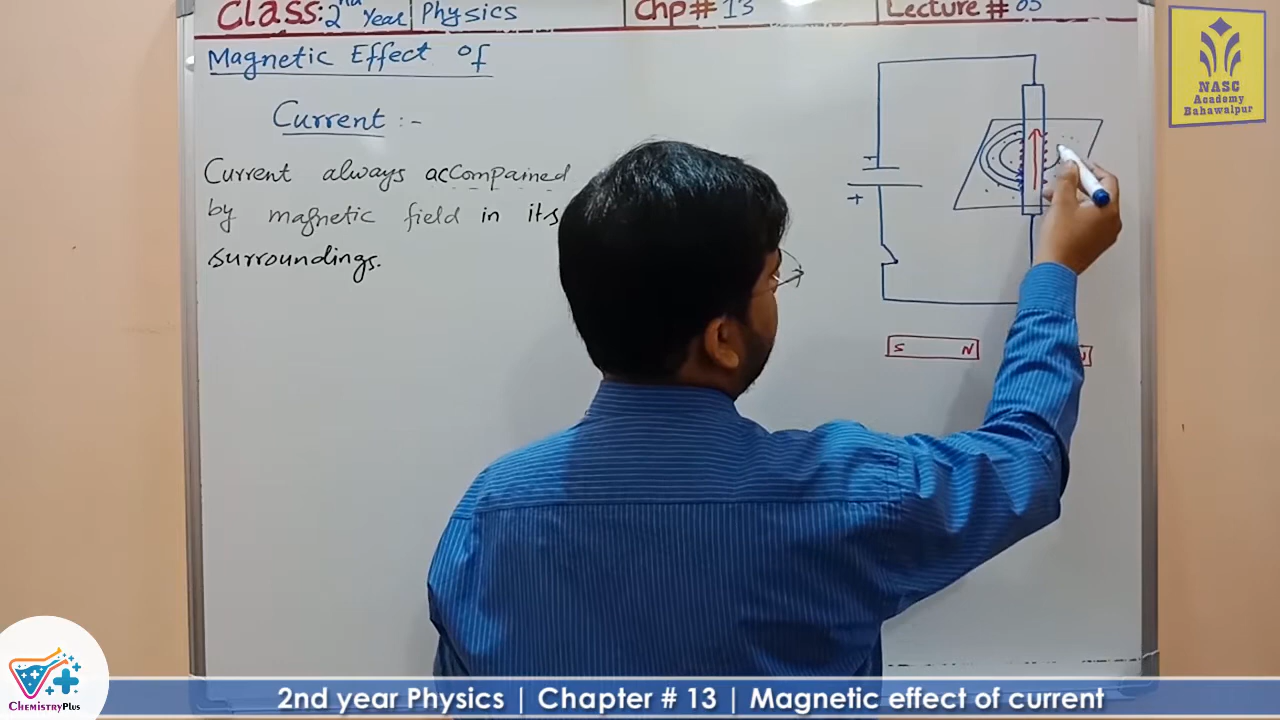 Class: 2nd Year Physics Chp# 13 Lecture # 03
Magnetic Effect of
Current :-
Current always accompained
by magnetic field in its
surroundings.
+
S N
N
NASC
Academy
Bahawalpur
ChemistryPlus
2nd year Physics | Chapter # 13 | Magnetic effect of current